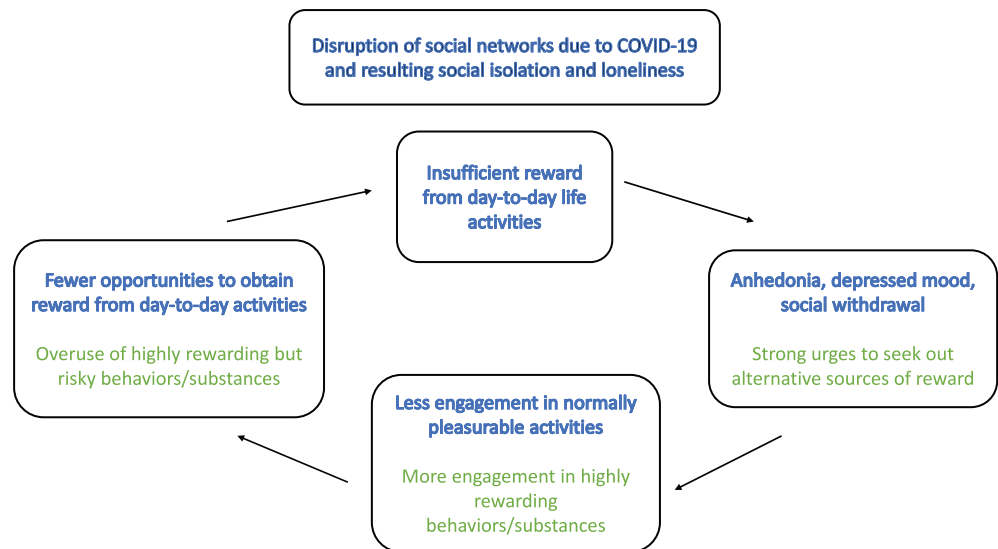 Disruption of social networks due to COVID-19
and resulting social isolation and loneliness
Insufficient reward
from day-to-day life
activities
Fewer opportunities to obtain
reward from day-to-day activities
Overuse of highly rewarding but
risky behaviors/substances
Anhedonia, depressed mood,
social withdrawal
Strong urges to seek out
alternative sources of reward
Less engagement in normally
pleasurable activities
More engagement in highly
rewarding
behaviors/substances